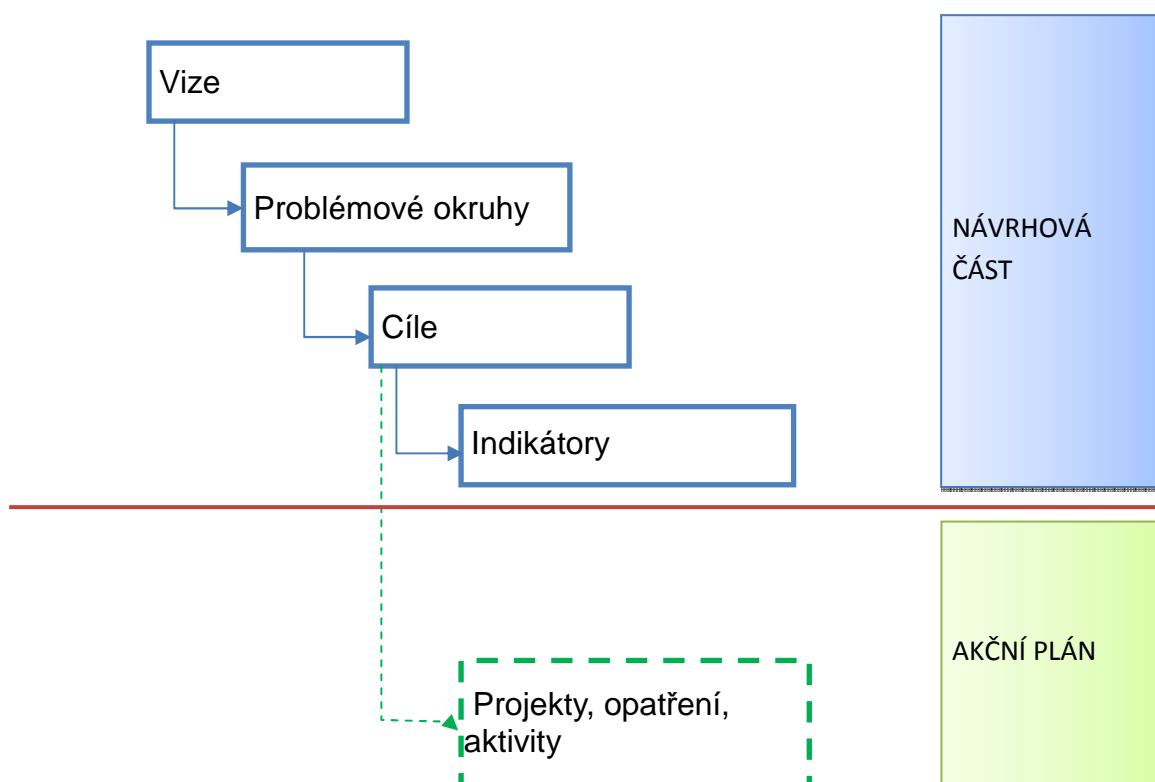 Vize
Problémové okruhy
NÁVRHOVÁ
ČÁST
Cíle
Indikátory
AKČNÍ PLÁN
Projekty, opatření,
aktivity